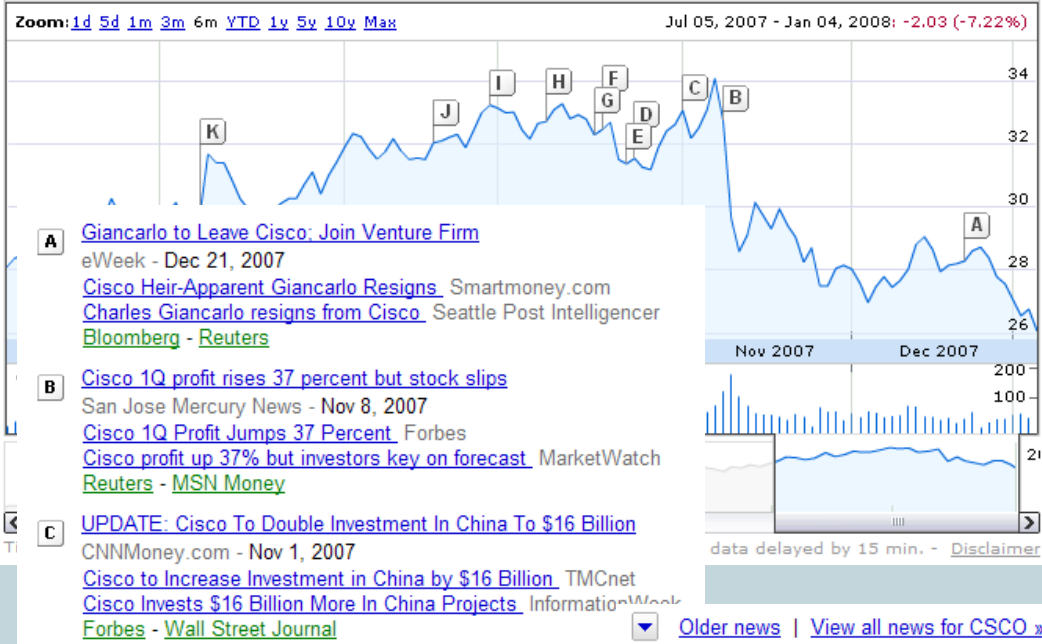 Zoom: 1d 5d 1m 3m 6m YTD 1y 5y 10y Max
Jul 05, 2007 - Jan 04, 2008: -2.03 (-7.22%)
34
I H F
G
C
B
J
D
K
E
32
30
A
28
26
Nov 2007 Dec 2007
200
100
A
Giancarlo to Leave Cisco; Join Venture Firm
eWeek - Dec 21, 2007
Cisco Heir-Apparent Giancarlo Resigns Smartmoney.com
Charles Giancarlo resigns from Cisco Seattle Post Intelligencer
Bloomberg - Reuters
B
Cisco 1Q profit rises 37 percent but stock slips
San Jose Mercury News - Nov 8, 2007
Cisco 1Q Profit Jumps 37 Percent Forbes
Cisco profit up 37% but investors key on forecast MarketWatch
Reuters - MSN Money
C
UPDATE: Cisco To Double Investment In China To $16 Billion
CNNMoney.com - Nov 1, 2007
Cisco to Increase Investment in China by $16 Billion TMCnet
Cisco Invests $16 Billion More In China Projects InformationWeek
Forbes - Wall Street Journal
data delayed by 15 min. - Disclaimer
Older news | View all news for CSCO »